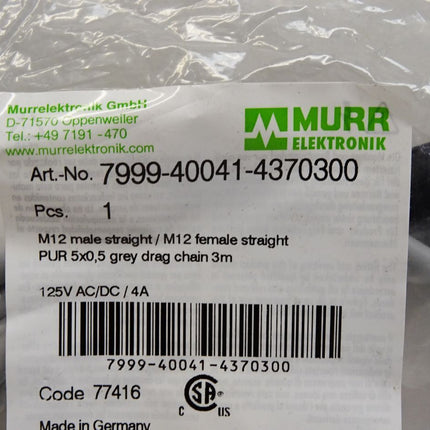 Murrelektronik GmbH
D-71570 Oppenweiler
Tel.: +49 7191 -470
www.murrelektronik.com
MURR
ELEKTRONIK
Art.-No. 7999-40041-4370300
Pcs. 1
M12 male straight / M12 female straight
PUR 5x0,5 grey drag chain 3m
125V AC/DC / 4A
7999-40041-4370300
Code 77416
C SA US
Made in Germany